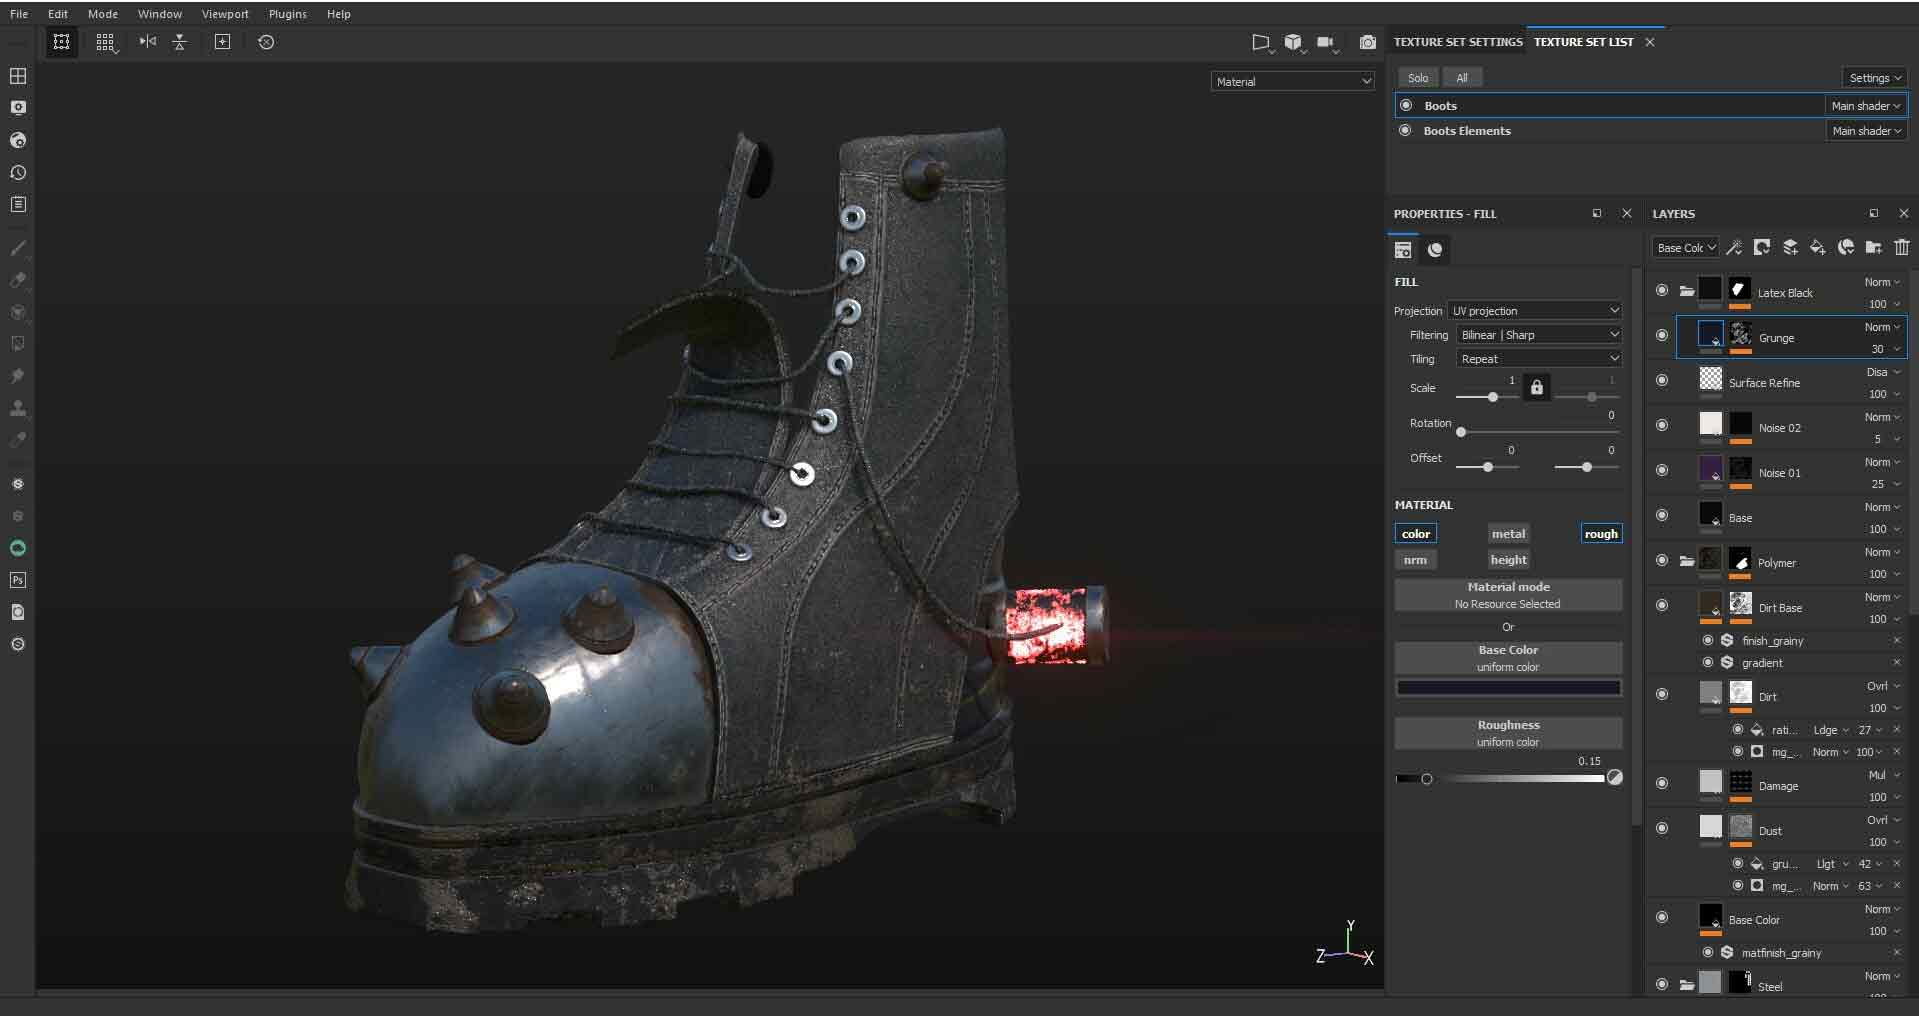 File Edit Mode Window Viewport Plugins Help
Material
Ps
Y
Z
X
TEXTURE SET SETTINGS TEXTURE SET LIST
Solo All Settings
Boots Main shader
Boots Elements Main shader
PROPERTIES - FILL
FILL
Projection UV projection
Filtering Bilinear | Sharp
Tiling Repeat
Scale 1 1
Rotation 0
Offset 0 0
MATERIAL
color metal rough
nrm height
Material mode
No Resource Selected
Or
Base Color
uniform color
Roughness
uniform color
0.15
LAYERS
Base Colc
Latex Black Norm 100
Grunge Norm 30
Surface Refine Disa 100
Noise 02 Norm 5
Noise 01 Norm 25
Base Norm 100
Polymer Norm 100
Dirt Base Norm 100
finish_grainy
gradient
Dirt Ovrl 100
rati... Ldge 27
mg_... Norm 100
Damage Mul 100
Dust Ovrl 100
gru... Llgt 42
mg_... Norm 63
Base Color Norm 100
matfinish_grainy
Steel Norm 100